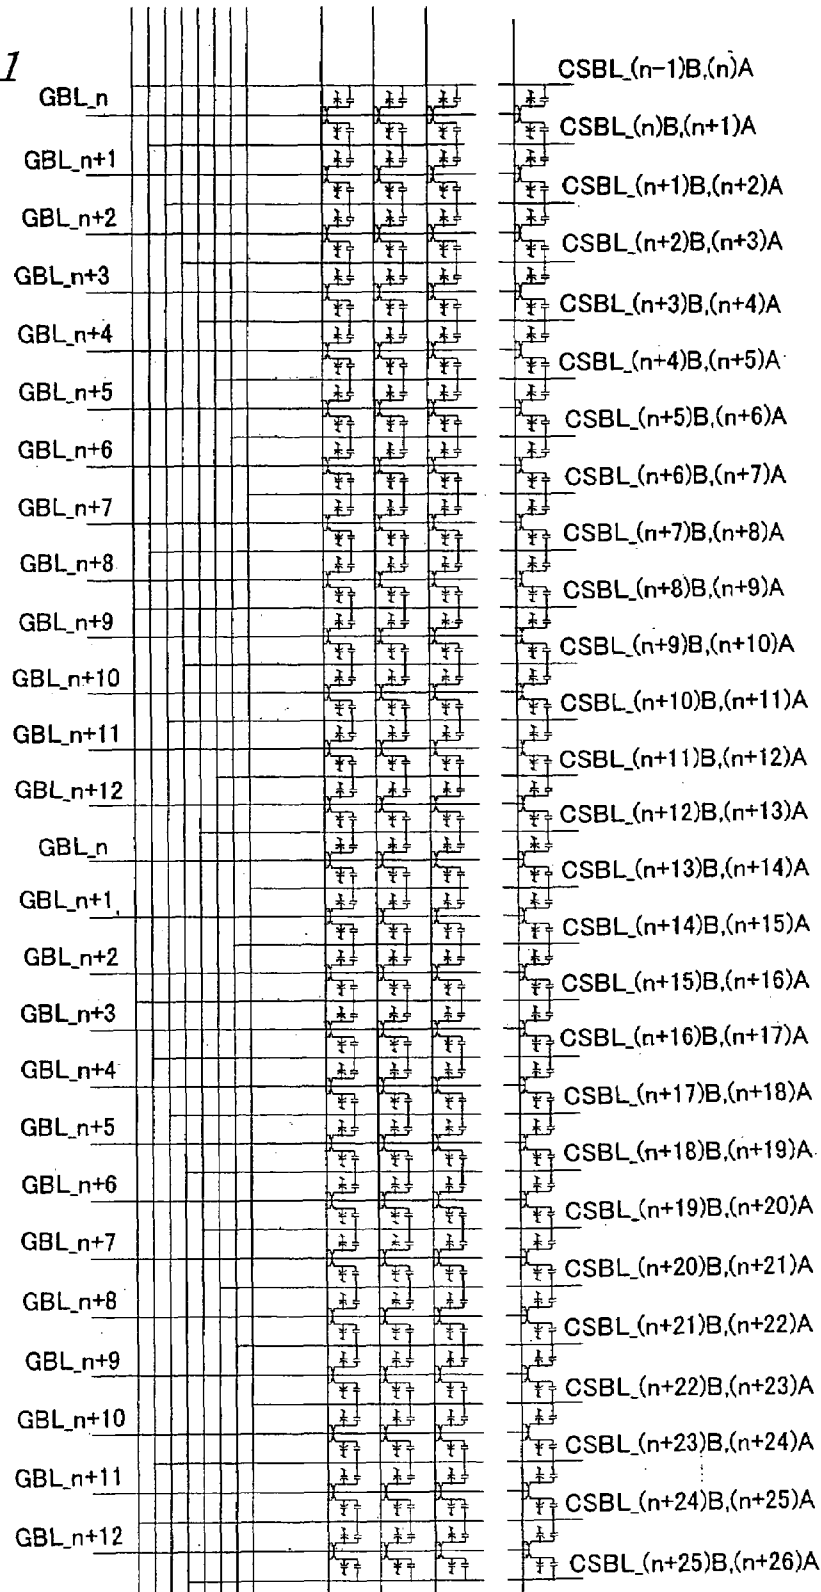 1
CSBL_(n-1)B,(n)A
GBL_n
CSBL_(n)B,(n+1)A
GBL_n+1
CSBL_(n+1)B,(n+2)A
GBL_n+2
CSBL_(n+2)B,(n+3)A
GBL_n+3
CSBL_(n+3)B,(n+4)A
GBL_n+4
CSBL_(n+4)B,(n+5)A
GBL_n+5
CSBL_(n+5)B,(n+6)A
GBL_n+6
CSBL_(n+6)B,(n+7)A
GBL_n+7
CSBL_(n+7)B,(n+8)A
GBL_n+8
CSBL_(n+8)B,(n+9)A
GBL_n+9
CSBL_(n+9)B,(n+10)A
GBL_n+10
CSBL_(n+10)B,(n+11)A
GBL_n+11
CSBL_(n+11)B,(n+12)A
GBL_n+12
CSBL_(n+12)B,(n+13)A
GBL_n
CSBL_(n+13)B,(n+14)A
GBL_n+1
CSBL_(n+14)B,(n+15)A
GBL_n+2
CSBL_(n+15)B,(n+16)A
GBL_n+3
CSBL_(n+16)B,(n+17)A
GBL_n+4
CSBL_(n+17)B,(n+18)A
GBL_n+5
CSBL_(n+18)B,(n+19)A
GBL_n+6
CSBL_(n+19)B,(n+20)A
GBL_n+7
CSBL_(n+20)B,(n+21)A
GBL_n+8
CSBL_(n+21)B,(n+22)A
GBL_n+9
CSBL_(n+22)B,(n+23)A
GBL_n+10
CSBL_(n+23)B,(n+24)A
GBL_n+11
CSBL_(n+24)B,(n+25)A
GBL_n+12
CSBL_(n+25)B,(n+26)A